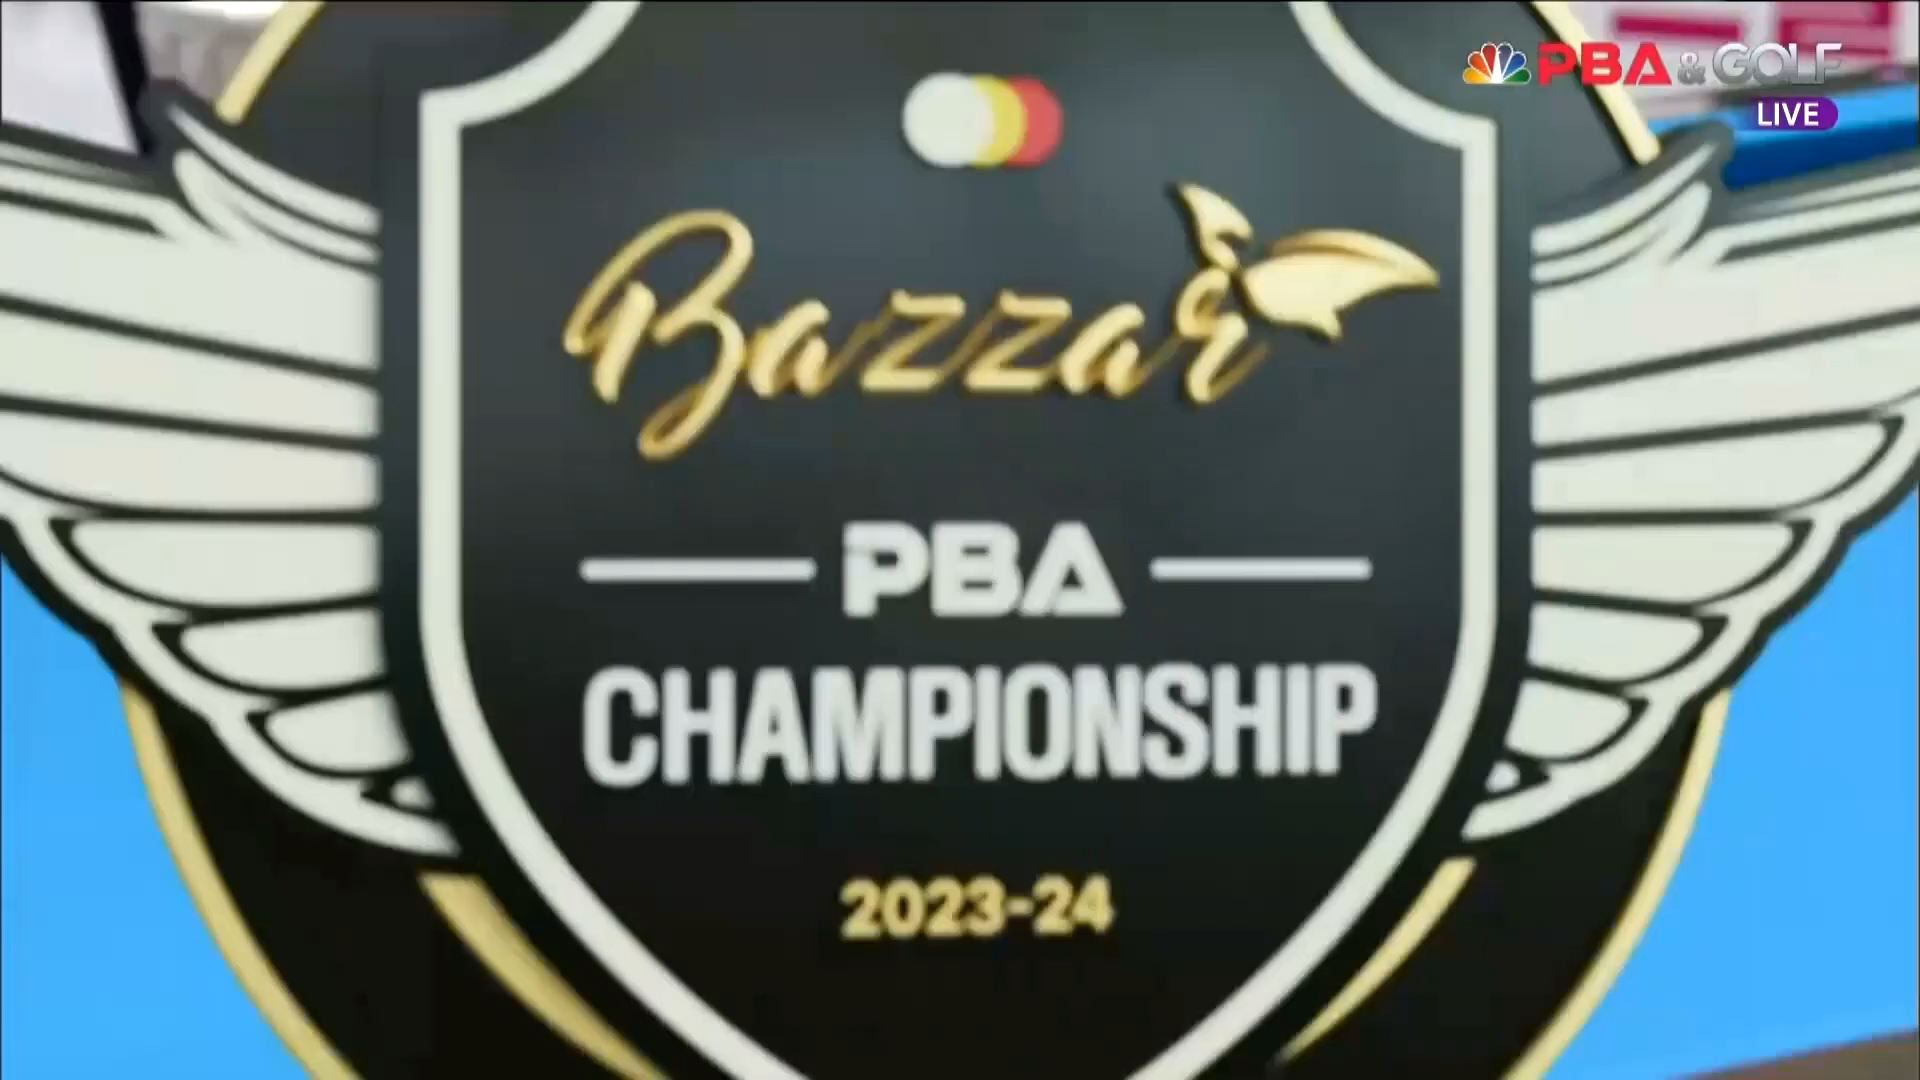 PBA & GOLF
LIVE
Bazzar
PBA
CHAMPIONSHIP
2023-24